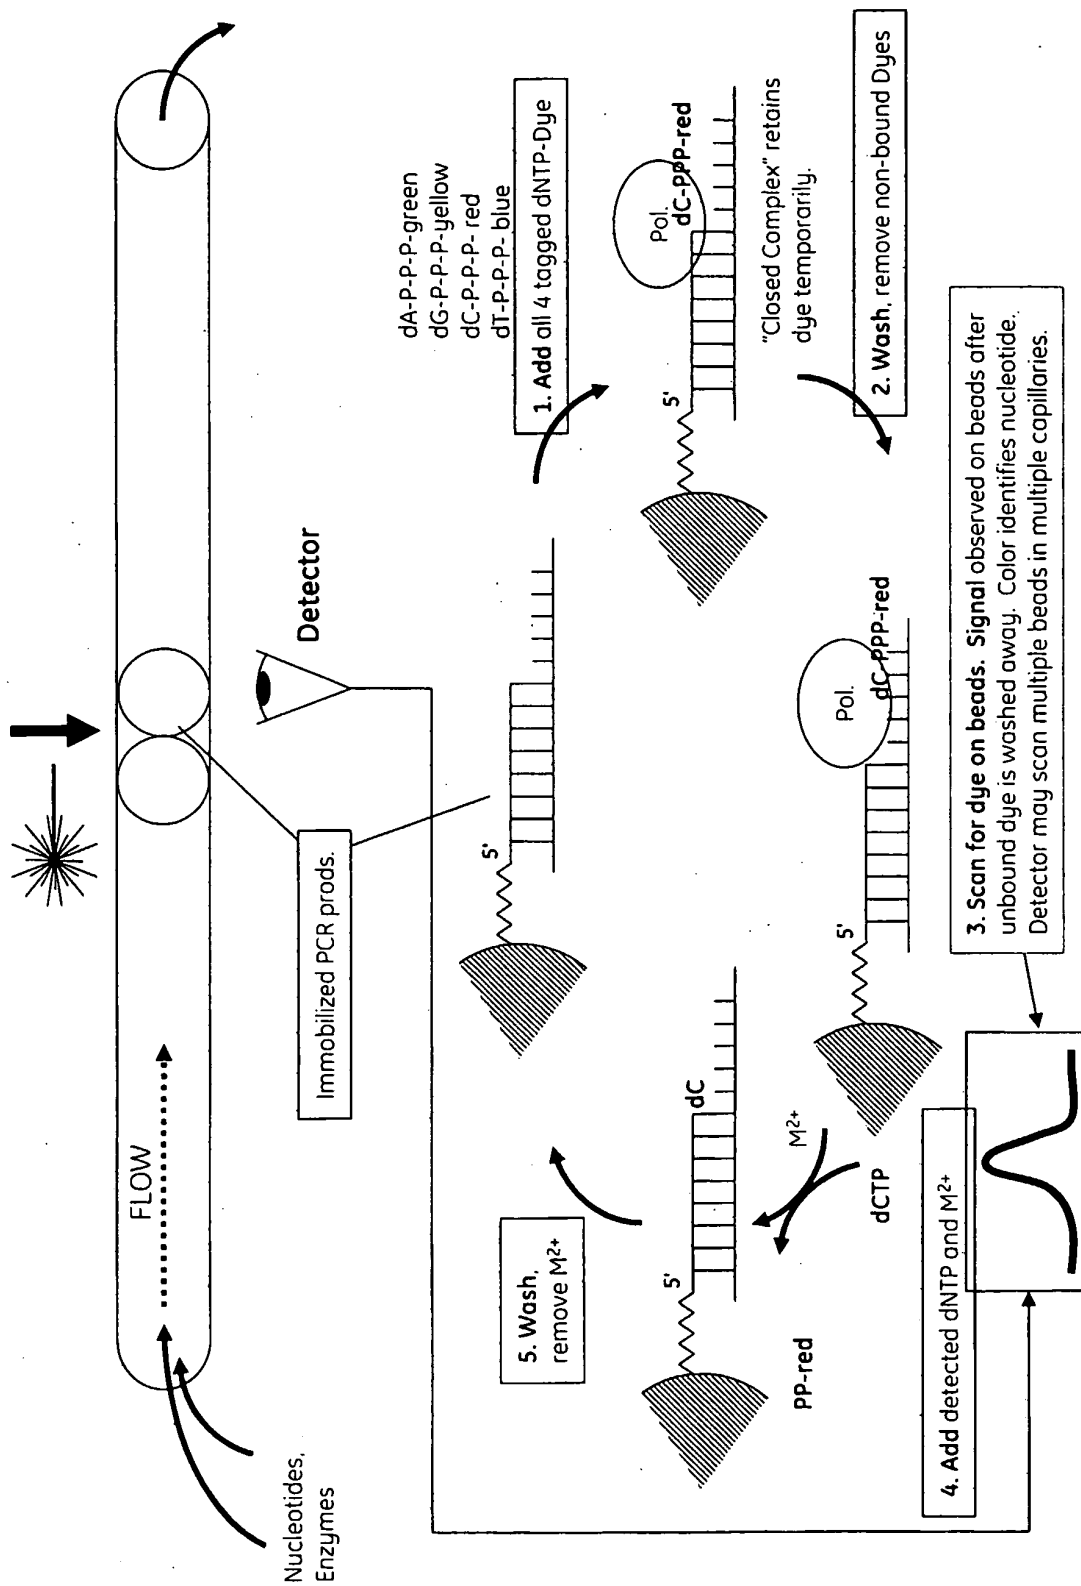 FLOW
Nucleotides,
Enzymes
Detector
Immobilized PCR prods.
dA-P-P-P-green
dG-P-P-P-yellow
dC-P-P-P- red
dT-P-P-P- blue
1. Add all 4 tagged dNTP-Dye
5'
5'
Pol.
dC-PPP-red
"Closed Complex" retains
dye temporarily.
2. Wash, remove non-bound Dyes
5'
Pol.
dC-PPP-red
3. Scan for dye on beads. Signal observed on beads after
unbound dye is washed away. Color identifies nucleotide.
Detector may scan multiple beads in multiple capillaries.
4. Add detected dNTP and M²⁺
dCTP
M²⁺
PP-red
5'
dC
5. Wash,
remove M²⁺